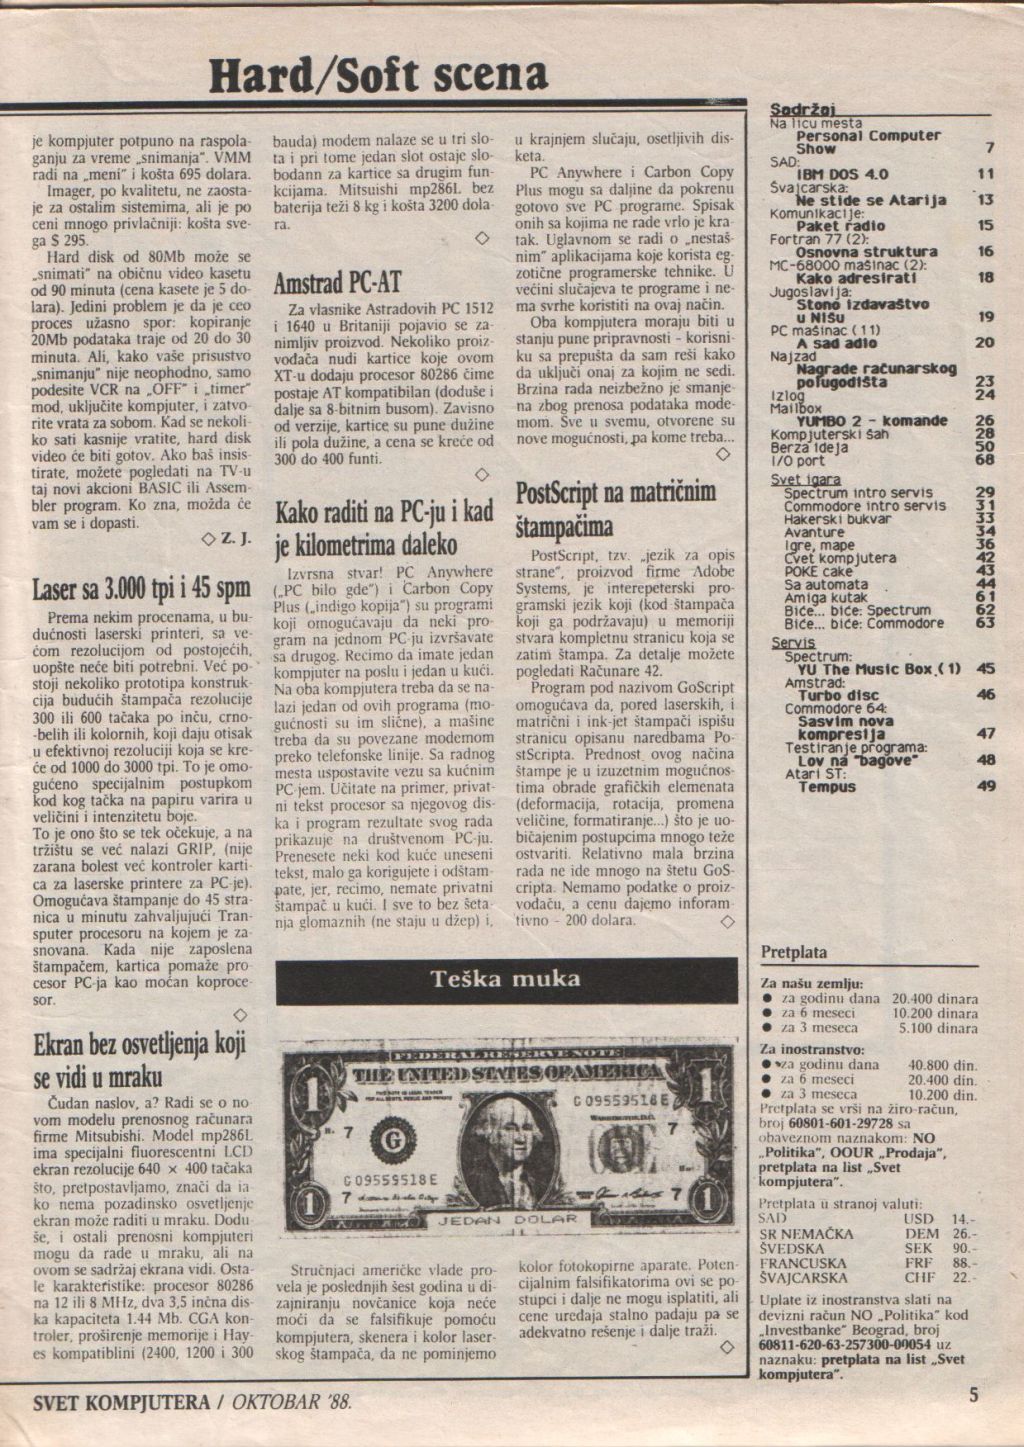 Hard/Soft scena
je kompjuter potpuno na raspola-
ganju za vreme „snimanja". VMM
radi na „meni" i košta 695 dolara.
Imager, po kvalitetu, ne zaosta-
je za ostalim sistemima, ali je po
ceni mnogo privlačniji: košta sve-
ga $ 295.
Hard disk od 80Mb može se
„snimati" na običnu video kasetu
od 90 minuta (cena kasete je 5 do-
lara). Jedini problem je da je ceo
proces užasno spor: kopiranje
20Mb podataka traje od 20 do 30
minuta. Ali, kako vaše prisustvo
„snimanju" nije neophodno, samo
podesite VCR na „OFF" i „timer"
mod, uključite kompjuter, i zatvo-
rite vrata za sobom. Kad se nekoli-
ko sati kasnije vratite, hard disk
video će biti gotov. Ako baš insis-
tirate, možete pogledati na TV-u
taj novi akcioni BASIC ili Assem-
bler program. Ko zna, možda će
vam se i dopasti.
◇ Z. J.
Laser sa 3.000 tpi i 45 spm
Prema nekim procenama, u bu-
dućnosti laserski printeri, sa ve-
ćom rezolucijom od postojećih,
uopšte neće biti potrebni. Već po-
stoji nekoliko prototipa konstruk-
cija budućih štampača rezolucije
300 ili 600 tačaka po inču, crno-
-belih ili kolornih, koji daju otisak
u efektivnoj rezoluciji koja se kre-
će od 1000 do 3000 tpi. To je omo-
gućeno specijalnim postupkom
kod kog tačka na papiru varira u
veličini i intenzitetu boje.
To je ono što se tek očekuje, a na
tržištu se već nalazi GRIP, (nije
zarana bolest već kontroler karti-
ca za laserske printere za PC-je).
Omogućava štampanje do 45 stra-
nica u minutu zahvaljujući Tran-
sputer procesoru na kojem je za-
snovana. Kada nije zaposlena
štampačem, kartica pomaže pro-
cesor PC-ja kao moćan koproce-
sor.
◇
Ekran bez osvetljenja koji
se vidi u mraku
Čudan naslov, a? Radi se o no-
vom modelu prenosnog računara
firme Mitsubishi. Model mp286L
ima specijalni fluorescentni LCD
ekran rezolucije 640 × 400 tačaka
što, pretpostavljamo, znači da ia-
ko nema pozadinsko osvetljenje
ekran može raditi u mraku. Dodu-
še, i ostali prenosni kompjuteri
mogu da rade u mraku, ali na
ovom se sadržaj ekrana vidi. Osta-
le karakteristike: procesor 80286
na 12 ili 8 MHz, dva 3,5 inčna dis-
ka kapaciteta 1.44 Mb. CGA kon-
troler, proširenje memorije i Hay-
es kompatiblini (2400, 1200 i 300
bauda) modem nalaze se u tri slo-
ta i pri tome jedan slot ostaje slo-
bodann za kartice sa drugim fun-
kcijama. Mitsuishi mp286L bez
baterija teži 8 kg i košta 3200 dola-
ra.
◇
Amstrad PC-AT
Za vlasnike Astradovih PC 1512
i 1640 u Britaniji pojavio se za-
nimljiv proizvod. Nekoliko proiz-
vođača nudi kartice koje ovom
XT-u dodaju procesor 80286 čime
postaje AT kompatibilan (doduše i
dalje sa 8-bitnim busom). Zavisno
od verzije, kartice su pune dužine
ili pola dužine, a cena se kreće od
300 do 400 funti.
◇
Kako raditi na PC-ju i kad
je kilometrima daleko
Izvrsna stvar! PC Anywhere
(„PC bilo gde") i Carbon Copy
Plus („indigo kopija") su programi
koji omogućavaju da neki pro-
gram na jednom PC-ju izvršavate
sa drugog. Recimo da imate jedan
kompjuter na poslu i jedan u kući.
Na oba kompjutera treba da se na-
lazi jedan od ovih programa (mo-
gućnosti su im slične), a mašine
treba da su povezane modemom
preko telefonske linije. Sa radnog
mesta uspostavite vezu sa kućnim
PC-jem. Učitate na primer, privat-
ni tekst procesor sa njegovog dis-
ka i program rezultate svog rada
prikazuje na društvenom PC-ju.
Prenesete neki kod kuće uneseni
tekst, malo ga korigujete i odštam-
pate, jer, recimo, nemate privatni
štampač u kući. I sve to bez šeta-
nja glomaznih (ne staju u džep) i,
u krajnjem slučaju, osetljivih dis-
keta.
PC Anywhere i Carbon Copy
Plus mogu sa daljine da pokrenu
gotovo sve PC programe. Spisak
onih sa kojima ne rade vrlo je kra-
tak. Uglavnom se radi o „nestaš-
nim" aplikacijama koje korista eg-
zotične programerske tehnike. U
većini slučajeva te programe i ne-
ma svrhe koristiti na ovaj način.
Oba kompjutera moraju biti u
stanju pune pripravnosti - korisni-
ku sa prepušta da sam reši kako
da uključi onaj za kojim ne sedi.
Brzina rada neizbežno je smanje-
na zbog prenosa podataka mode-
mom. Sve u svemu, otvorene su
nove mogućnosti, pa kome treba...
◇
PostScript na matričnim
štampačima
PostScript, tzv. „jezik za opis
strane", proizvod firme Adobe
Systems, je interepeterski pro-
gramski jezik koji (kod štampača
koji ga podržavaju) u memoriji
stvara kompletnu stranicu koja se
zatim štampa. Za detalje možete
pogledati Računare 42.
Program pod nazivom GoScript
omogućava da, pored laserskih, i
matrični i ink-jet štampači ispišu
stranicu opisanu naredbama Po-
stScripta. Prednost ovog načina
štampe je u izuzetnim mogućnos-
tima obrade grafičkih elemenata
(deformacija, rotacija, promena
veličine, formatiranje...) što je uo-
bičajenim postupcima mnogo teže
ostvariti. Relativno mala brzina
rada ne ide mnogo na štetu GoS-
cripta. Nemamo podatke o proiz-
vođaču, a cenu dajemo inforam-
tivno - 200 dolara.
◇
Teška muka
FEDERAL RESERVE NOTE
THE UNITED STATES OF AMERICA
THIS NOTE IS LEGAL TENDER
FOR ALL DEBTS, PUBLIC AND PRIVATE
G 09559518 E
WASHINGTON, D.C.
7
7
G
G 09559518 E
7
7
1
1
1
1
JEDAN DOLAR
Stručnjaci američke vlade pro-
vela je poslednjih šest godina u di-
zajniranju novčanice koja neće
moći da se falsifikuje pomoću
kompjutera, skenera i kolor laser-
skog štampača, da ne pominjemo
kolor fotokopirne aparate. Poten-
cijalnim falsifikatorima ovi se po-
stupci i dalje ne mogu isplatiti, ali
cene uređaja stalno padaju pa se
adekvatno rešenje i dalje traži.
◇
Sadržaj
Na licu mesta
Personal Computer
Show 7
SAD:
IBM DOS 4.0 11
Švajcarska:
Ne stide se Atarija 13
Komunikacije:
Paket radio 15
Fortran 77 (2):
Osnovna struktura 16
MC-68000 mašinac (2):
Kako adresirati 18
Jugoslavija:
Stono izdavaštvo
u Nišu 19
PC mašinac (11)
A sad adio 20
Najzad
Nagrade računarskog
polugodišta 23
Izlog 24
Mailbox
YUMBO 2 - komande 26
Kompjuterski šah 28
Berza ideja 50
I/O port 68
Svet igara
Spectrum intro servis 29
Commodore intro servis 31
Hakerski bukvar 33
Avanture 34
Igre, mape 36
Cvet kompjutera 42
POKE cake 43
Sa automata 44
Amiga kutak 61
Biće... biće: Spectrum 62
Biće... biće: Commodore 63
Servis
Spectrum:
YU The Music Box (1) 45
Amstrad:
Turbo disc 46
Commodore 64:
Sasvim nova
kompresija 47
Testiranje programa:
Lov na "bagove" 48
Atari ST:
Tempus 49
Pretplata
Za našu zemlju:
● za godinu dana 20.400 dinara
● za 6 meseci 10.200 dinara
● za 3 meseca 5.100 dinara
Za inostranstvo:
● za godinu dana 40.800 din.
● za 6 meseci 20.400 din.
● za 3 meseca 10.200 din.
Pretplata se vrši na žiro-račun,
broj 60801-601-29728 sa
obaveznom naznakom: NO
„Politika", OOUR „Prodaja",
pretplata na list „Svet
kompjutera".
Pretplata u stranoj valuti:
SAD USD 14.-
SR NEMAČKA DEM 26.-
ŠVEDSKA SEK 90.-
FRANCUSKA FRF 88.-
ŠVAJCARSKA CHF 22.-
Uplate iz inostranstva slati na
devizni račun NO „Politika" kod
„Investbanke" Beograd, broj
60811-620-63-257300-00054 uz
naznaku: pretplata na list „Svet
kompjutera".
SVET KOMPJUTERA / OKTOBAR '88.
5